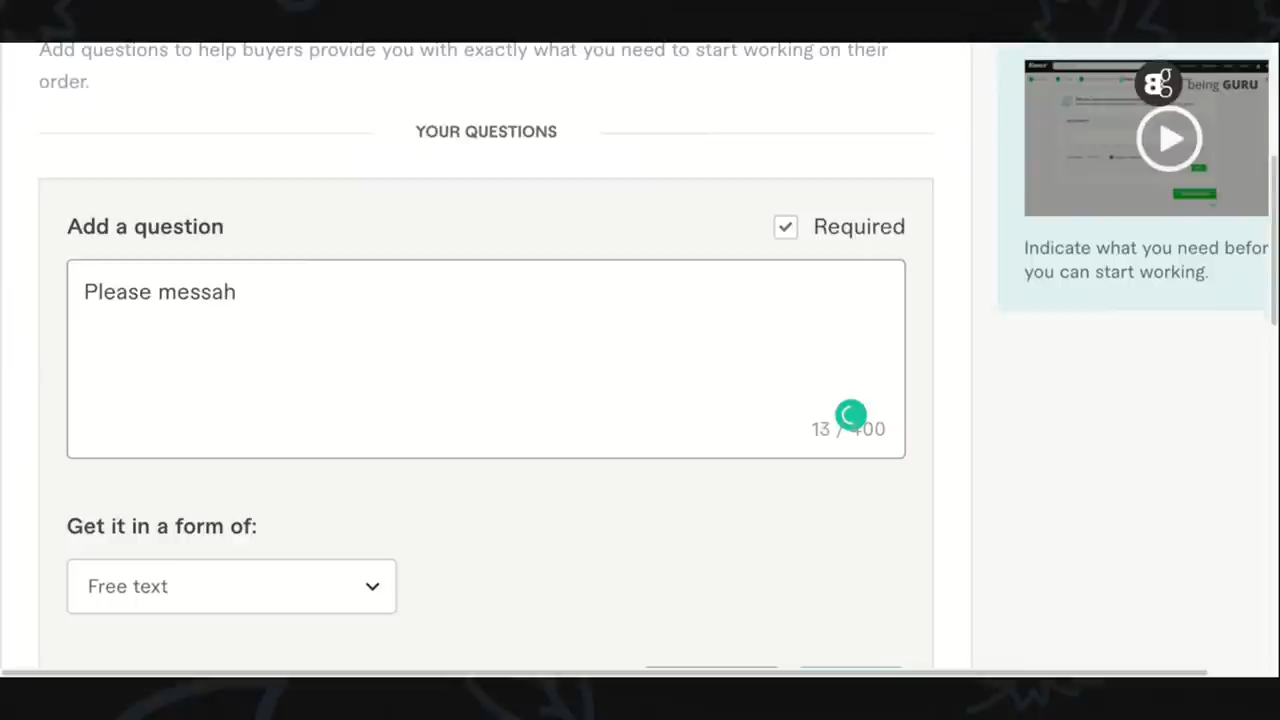 Add questions to help buyers provide you with exactly what you need to start working on their
order.
YOUR QUESTIONS
Add a question
Required
Please messah
13 / 400
Get it in a form of:
Free text
being GURU
Indicate what you need befor
you can start working.